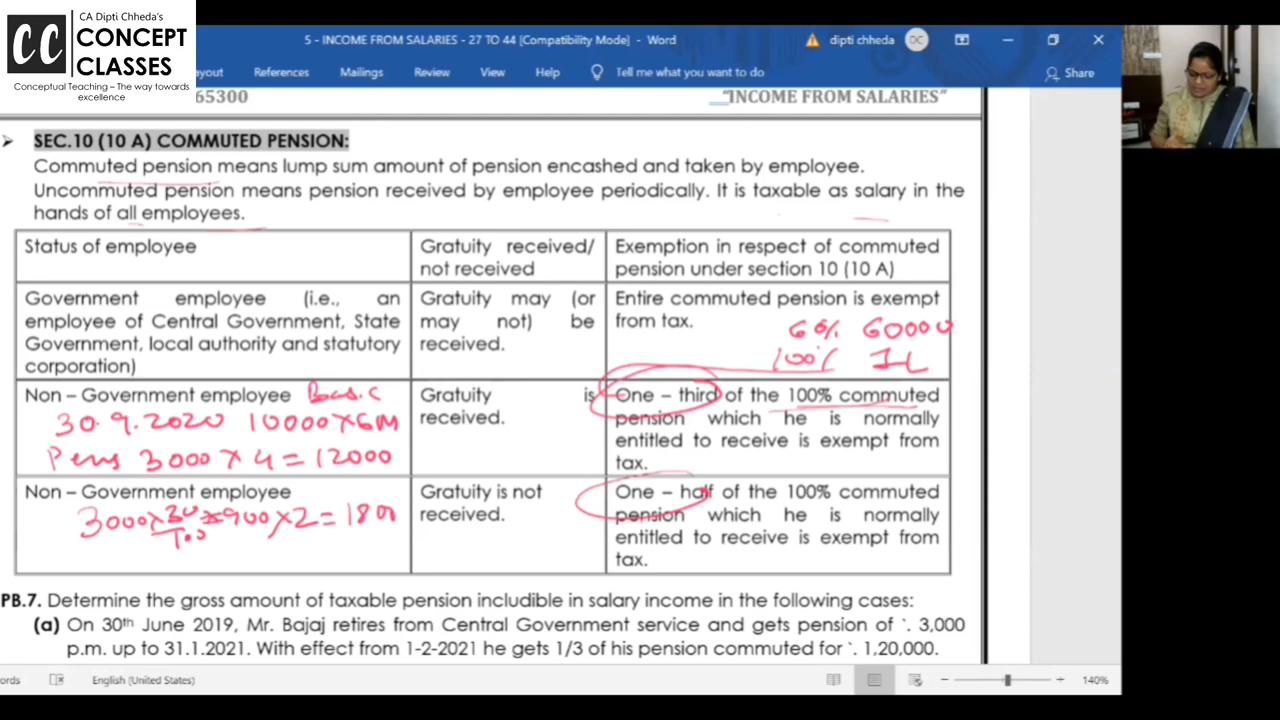 CA Dipti Chheda's
CC CONCEPT
CLASSES
Conceptual Teaching – The way towards
excellence
5 - INCOME FROM SALARIES - 27 TO 44 [Compatibility Mode] - Word
dipti chheda DC
ayout References Mailings Review View Help Tell me what you want to do Share
65300 "INCOME FROM SALARIES"
SEC.10 (10 A) COMMUTED PENSION:
Commuted pension means lump sum amount of pension encashed and taken by employee.
Uncommuted pension means pension received by employee periodically. It is taxable as salary in the
hands of all employees.
Status of employee
Gratuity received/
not received
Exemption in respect of commuted
pension under section 10 (10 A)
Government employee (i.e., an
employee of Central Government, State
Government, local authority and statutory
corporation)
Gratuity may (or
may not) be
received.
Entire commuted pension is exempt
from tax.
60% 60000
100% 1L
Non – Government employee Basic
30.9.2020 10000 x 6M
Pens 3000 x 4 = 12000
Gratuity is
received.
One – third of the 100% commuted
pension which he is normally
entitled to receive is exempt from
tax.
Non – Government employee
3000 x 30
100
= 900 x 2 = 1800
Gratuity is not
received.
One – half of the 100% commuted
pension which he is normally
entitled to receive is exempt from
tax.
PB.7. Determine the gross amount of taxable pension includible in salary income in the following cases:
(a) On 30th June 2019, Mr. Bajaj retires from Central Government service and gets pension of `. 3,000
p.m. up to 31.1.2021. With effect from 1-2-2021 he gets 1/3 of his pension commuted for `. 1,20,000.
ords English (United States) 140%